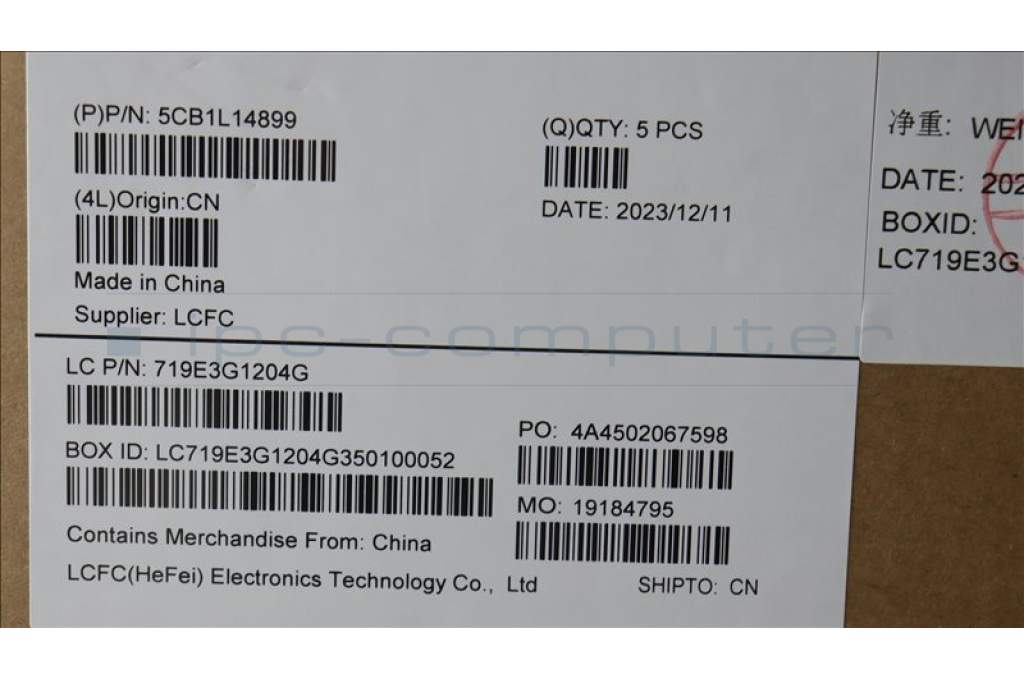 (P)P/N: 5CB1L14899
(4L)Origin:CN
Made in China
Supplier: LCFC
(Q)QTY: 5 PCS
DATE: 2023/12/11
净重:
DATE:
BOXID:
LC719E3G
ipc-computer
LC P/N: 719E3G1204G
BOX ID: LC719E3G1204G350100052
Contains Merchandise From: China
LCFC(HeFei) Electronics Technology Co., Ltd
PO: 4A4502067598
MO: 19184795
SHIPTO: CN